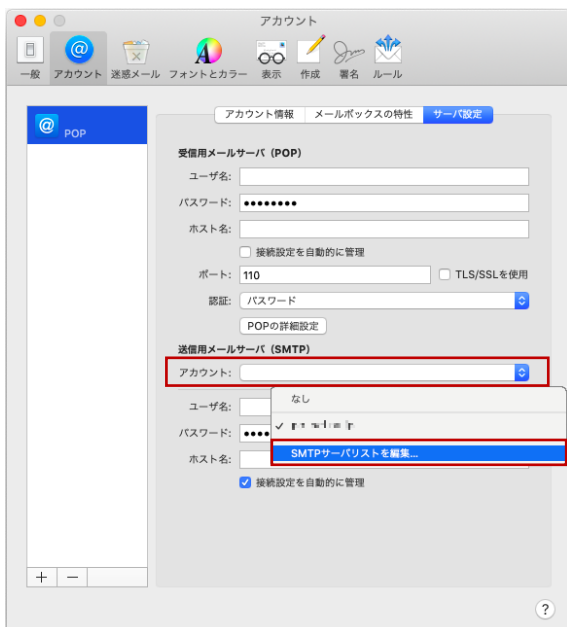 アカウント
一般 アカウント 迷惑メール フォントとカラー 表示 作成 署名 ルール
POP
アカウント情報 メールボックスの特性 サーバ設定
受信用メールサーバ（POP）
ユーザ名:
パスワード: ●●●●●●●●
ホスト名:
接続設定を自動的に管理
ポート: 110 TLS/SSLを使用
認証: パスワード
POPの詳細設定
送信用メールサーバ（SMTP）
アカウント:
なし
ユーザ名:
パスワード: ●●●●
SMTPサーバリストを編集...
ホスト名:
接続設定を自動的に管理
+ −
?